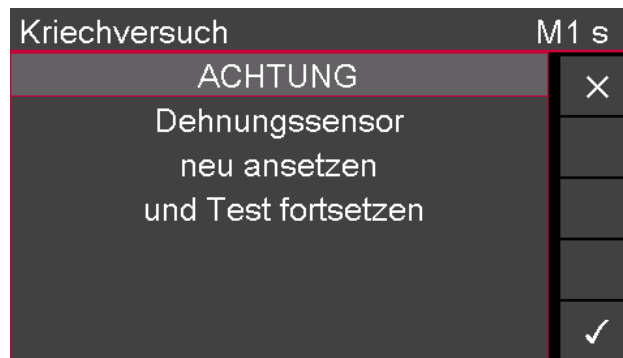 Kriechversuch M1 s
ACHTUNG
Dehnungssensor
neu ansetzen
und Test fortsetzen